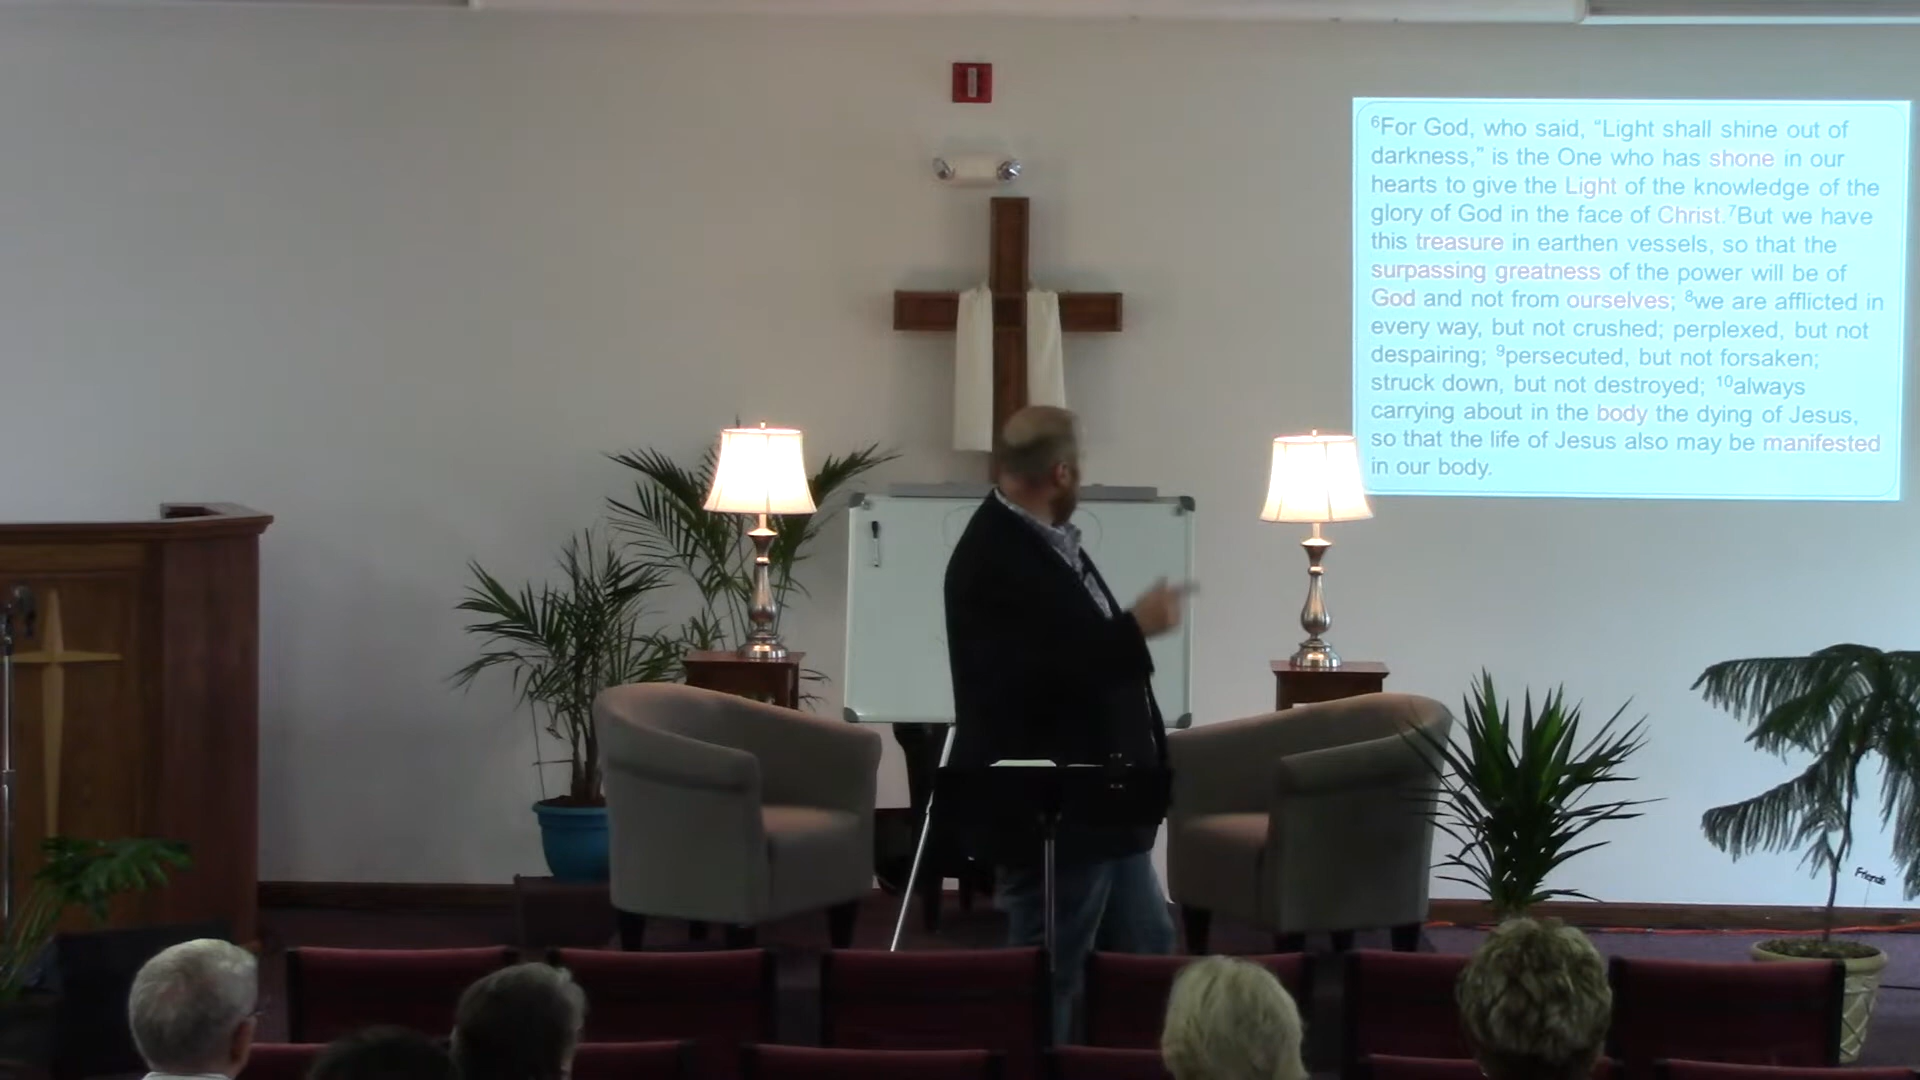 ⁶For God, who said, “Light shall shine out of
darkness,” is the One who has shone in our
hearts to give the Light of the knowledge of the
glory of God in the face of Christ.⁷But we have
this treasure in earthen vessels, so that the
surpassing greatness of the power will be of
God and not from ourselves; ⁸we are afflicted in
every way, but not crushed; perplexed, but not
despairing; ⁹persecuted, but not forsaken;
struck down, but not destroyed; ¹⁰always
carrying about in the body the dying of Jesus,
so that the life of Jesus also may be manifested
in our body.
Friends